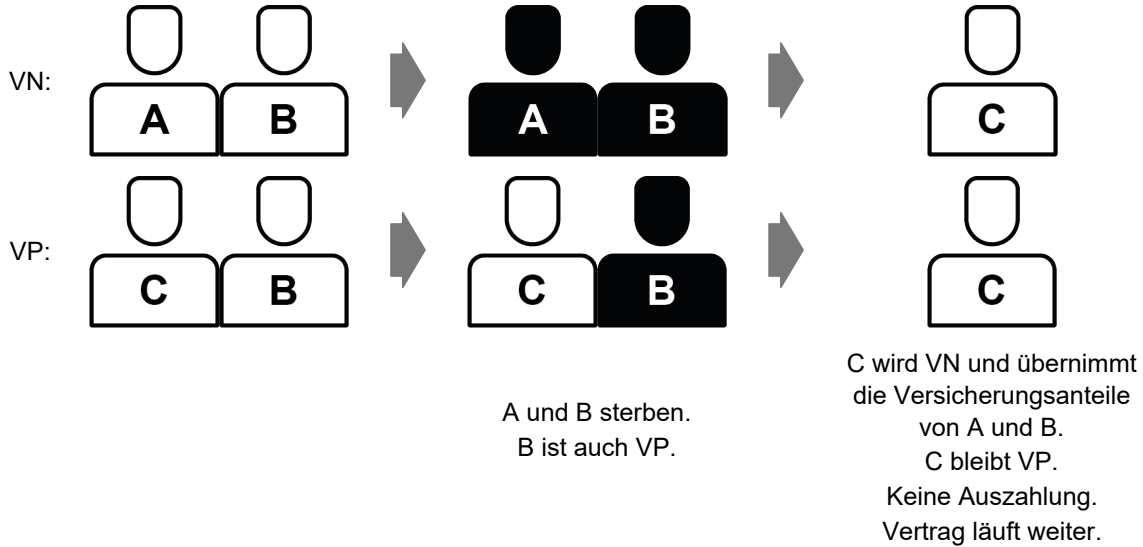 VN:
A B
A B
C
VP:
C B
C B
C
A und B sterben.
B ist auch VP.
C wird VN und übernimmt
die Versicherungsanteile
von A und B.
C bleibt VP.
Keine Auszahlung.
Vertrag läuft weiter.